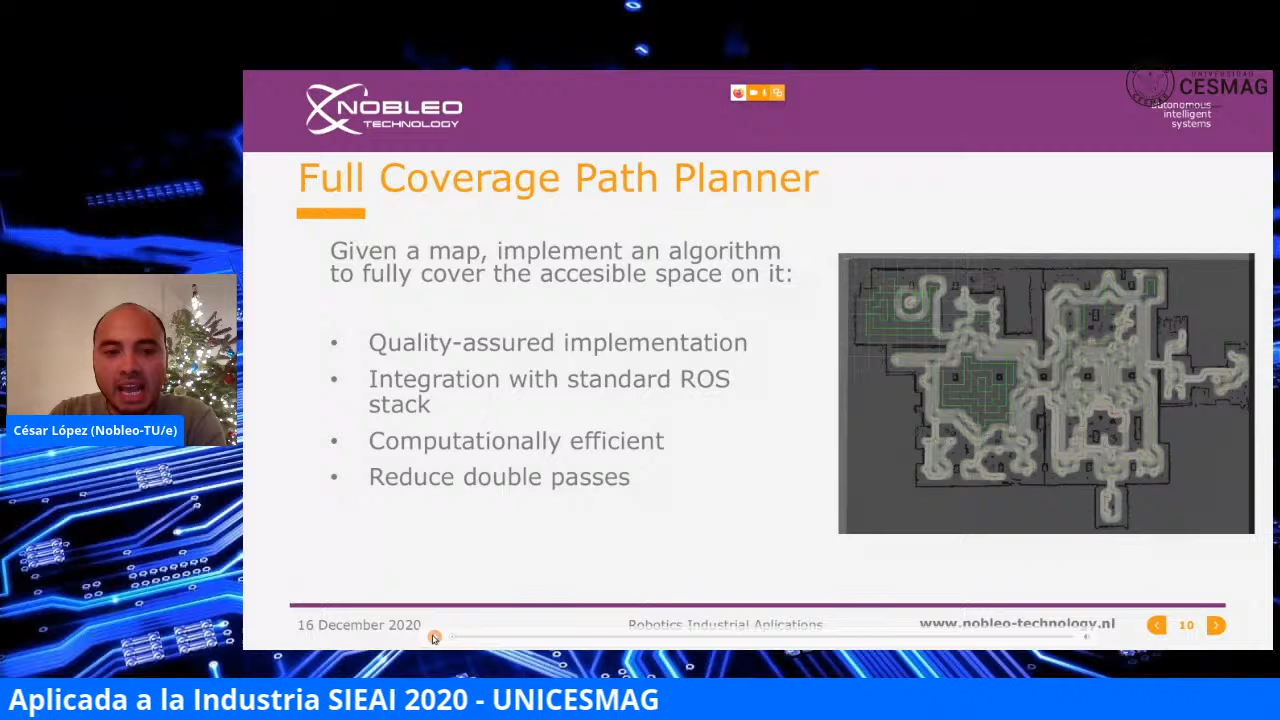 NOBLEO
TECHNOLOGY
UNIVERSIDAD
CESMAG
autonomous
intelligent
systems
Full Coverage Path Planner
Given a map, implement an algorithm
to fully cover the accesible space on it:
• Quality-assured implementation
• Integration with standard ROS
stack
• Computationally efficient
• Reduce double passes
César López (Nobleo-TU/e)
16 December 2020
Robotics Industrial Aplications
www.nobleo-technology.nl
10
Aplicada a la Industria SIEAI 2020 - UNICESMAG